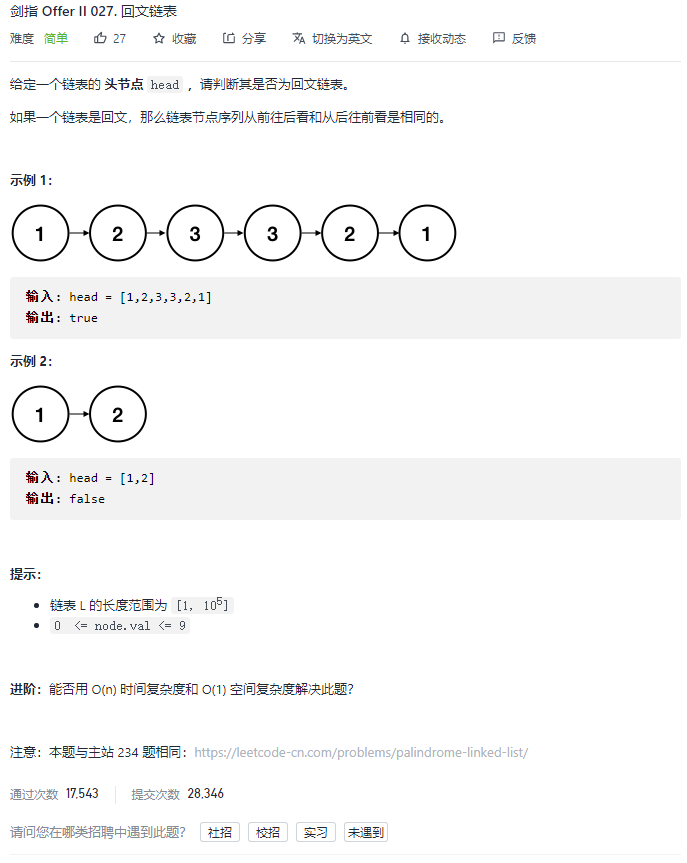 剑指 Offer II 027. 回文链表
难度 简单 27 收藏 分享 切换为英文 接收动态 反馈
给定一个链表的 头节点 head ，请判断其是否为回文链表。
如果一个链表是回文，那么链表节点序列从前往后看和从后往前看是相同的。
示例 1：
1 2 3 3 2 1
输入: head = [1,2,3,3,2,1]
输出: true
示例 2：
1 2
输入: head = [1,2]
输出: false
提示：
链表 L 的长度范围为 [1, 10⁵]
0 <= node.val <= 9
进阶：能否用 O(n) 时间复杂度和 O(1) 空间复杂度解决此题？
注意：本题与主站 234 题相同：https://leetcode-cn.com/problems/palindrome-linked-list/
通过次数 17,543 提交次数 28,346
请问您在哪类招聘中遇到此题？ 社招 校招 实习 未遇到